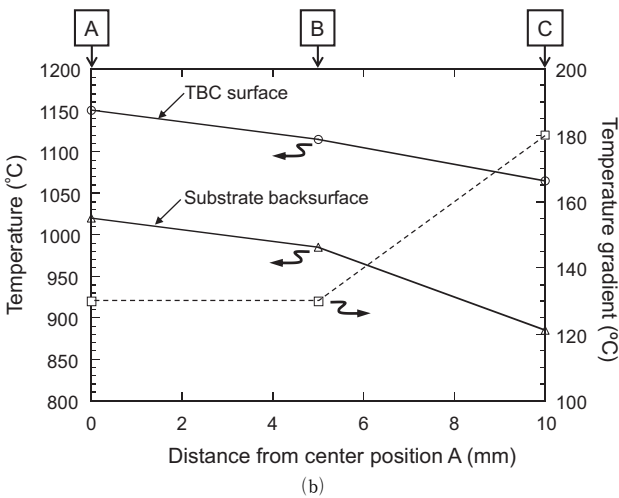 A B C
1200 200
TBC surface
1150
180
1100
1050
160
Substrate backsurface
1000
140
950
900
120
850
800 100
0 2 4 6 8 10
Temperature (°C)
Temperature gradient (ºC)
Distance from center position A (mm)
(b)